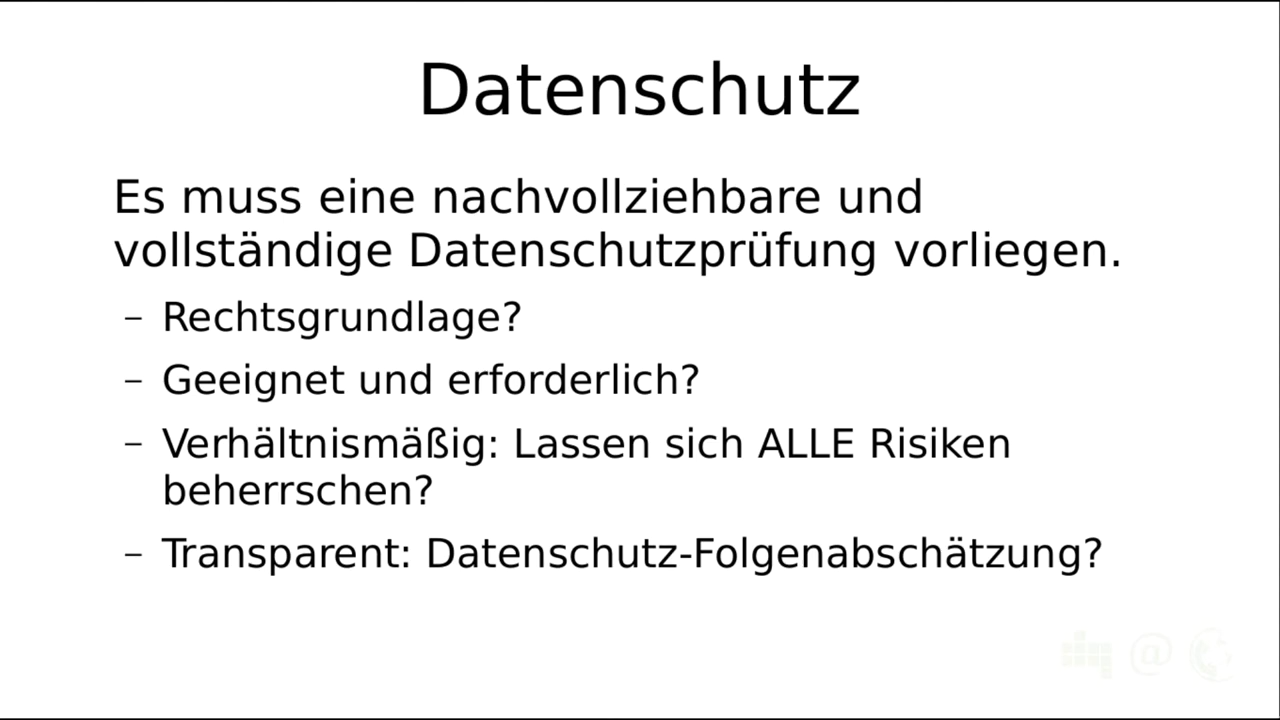 Datenschutz
Es muss eine nachvollziehbare und
vollständige Datenschutzprüfung vorliegen.
– Rechtsgrundlage?
– Geeignet und erforderlich?
– Verhältnismäßig: Lassen sich ALLE Risiken
beherrschen?
– Transparent: Datenschutz-Folgenabschätzung?